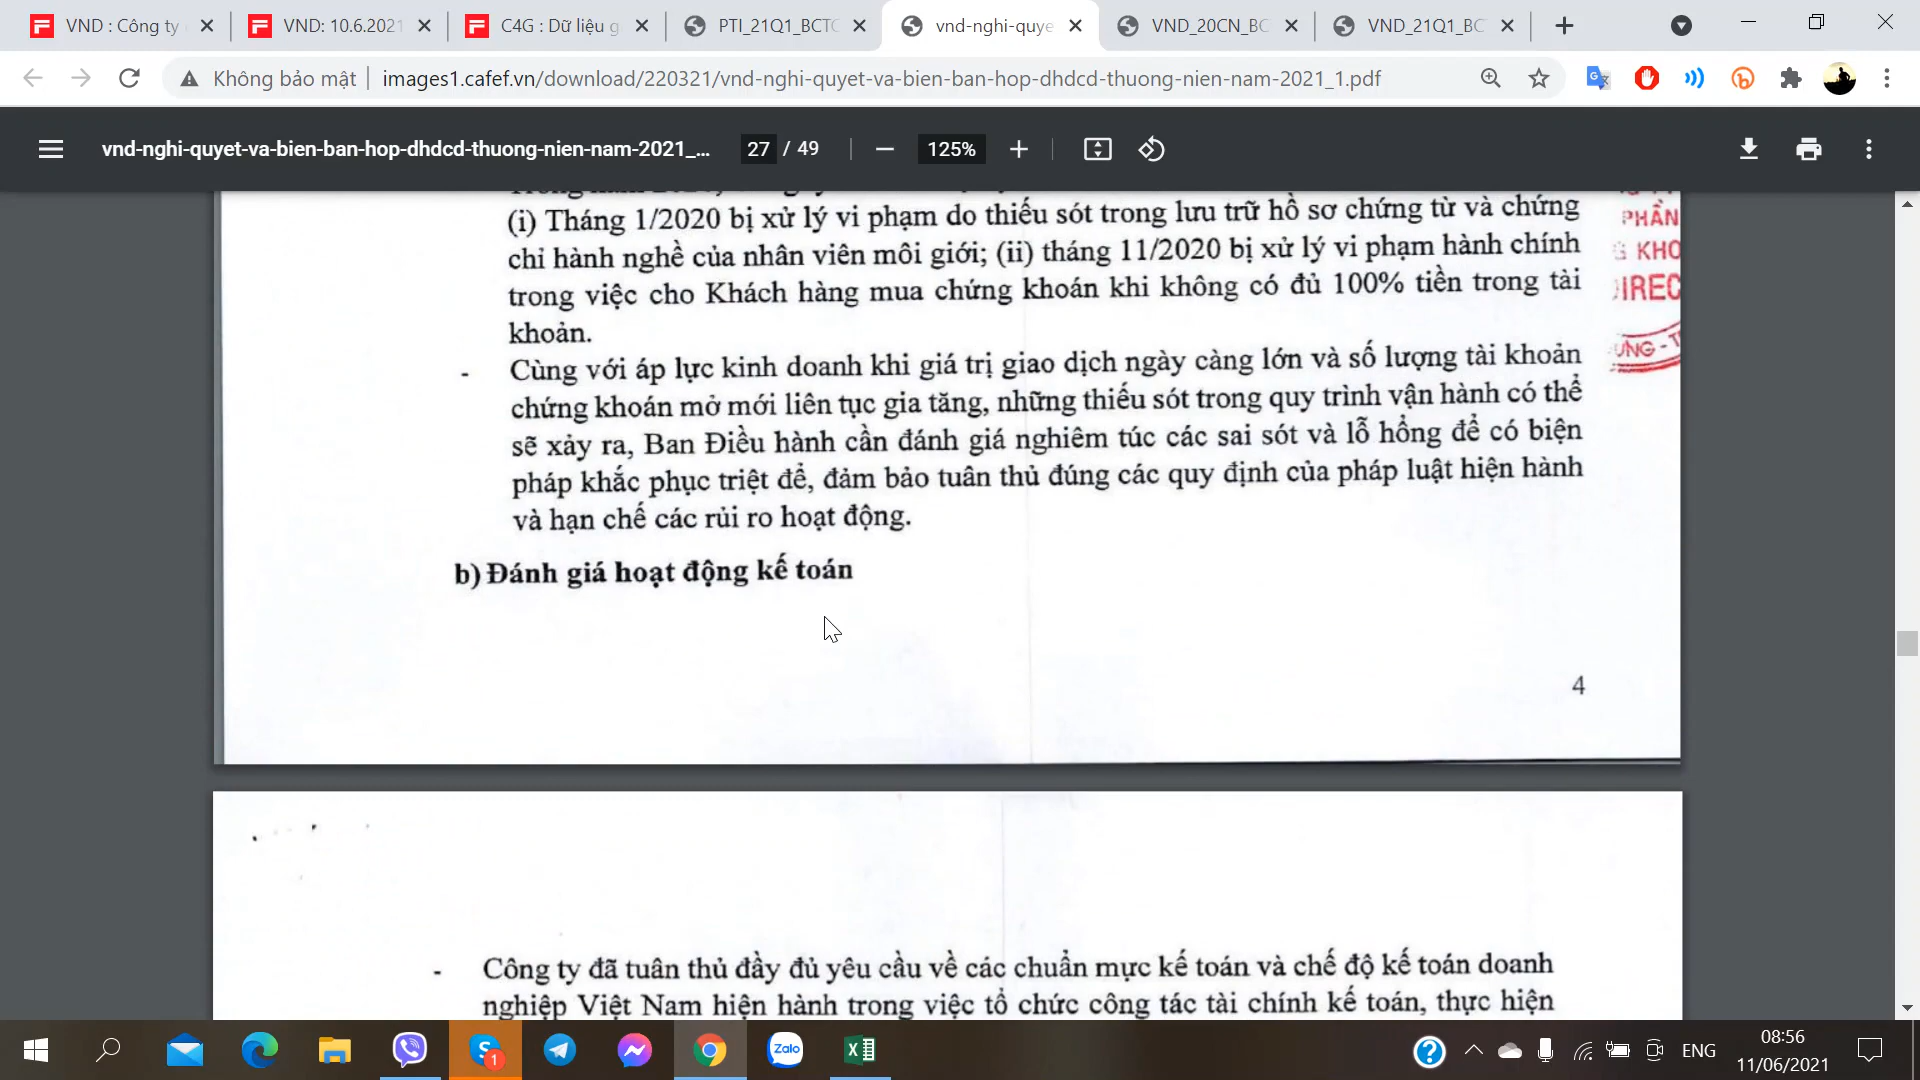 VND : Công ty
VND: 10.6.2021
C4G : Dữ liệu g
PTI_21Q1_BCTC
vnd-nghi-quye
VND_20CN_BC
VND_21Q1_BC
Không bảo mật
images1.cafef.vn/download/220321/vnd-nghi-quyet-va-bien-ban-hop-dhdcd-thuong-nien-nam-2021_1.pdf
vnd-nghi-quyet-va-bien-ban-hop-dhdcd-thuong-nien-nam-2021_...
27 / 49
125%
(i) Tháng 1/2020 bị xử lý vi phạm do thiếu sót trong lưu trữ hồ sơ chứng từ và chứng
chỉ hành nghề của nhân viên môi giới; (ii) tháng 11/2020 bị xử lý vi phạm hành chính
trong việc cho Khách hàng mua chứng khoán khi không có đủ 100% tiền trong tài
khoản.
- Cùng với áp lực kinh doanh khi giá trị giao dịch ngày càng lớn và số lượng tài khoản
chứng khoán mở mới liên tục gia tăng, những thiếu sót trong quy trình vận hành có thể
sẽ xảy ra, Ban Điều hành cần đánh giá nghiêm túc các sai sót và lỗ hổng để có biện
pháp khắc phục triệt để, đảm bảo tuân thủ đúng các quy định của pháp luật hiện hành
và hạn chế các rủi ro hoạt động.
b) Đánh giá hoạt động kế toán
4
PHẦN
KHO
IREC
- Công ty đã tuân thủ đầy đủ yêu cầu về các chuẩn mực kế toán và chế độ kế toán doanh
nghiệp Việt Nam hiện hành trong việc tổ chức công tác tài chính kế toán, thực hiện
1
Zalo
ENG
08:56
11/06/2021